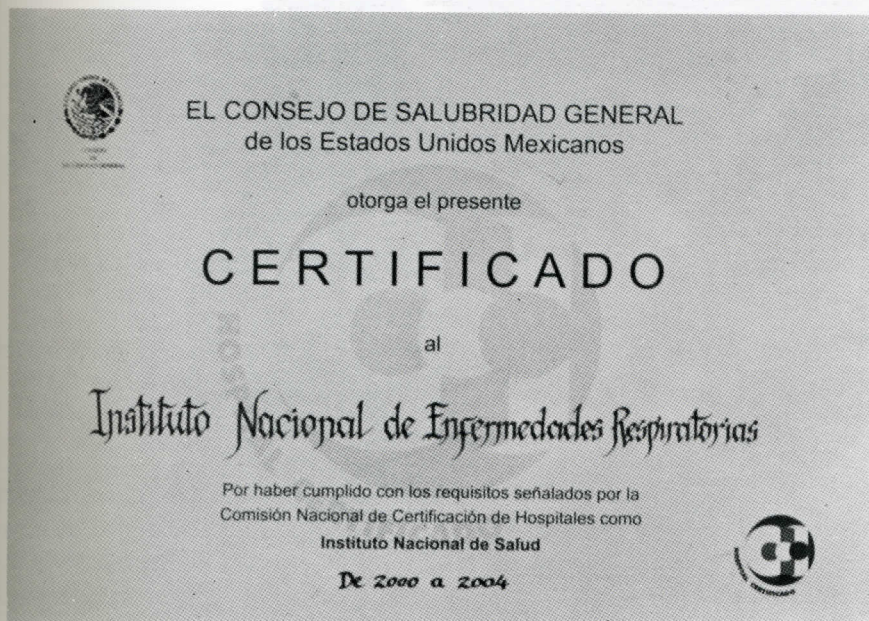 EL CONSEJO DE SALUBRIDAD GENERAL
de los Estados Unidos Mexicanos
otorga el presente
CERTIFICADO
al
Instituto Nacional de Enfermedades Respiratorias
Por haber cumplido con los requisitos señalados por la
Comisión Nacional de Certificación de Hospitales como
Instituto Nacional de Salud
De 2000 a 2004
HOSPITAL CERTIFICADO